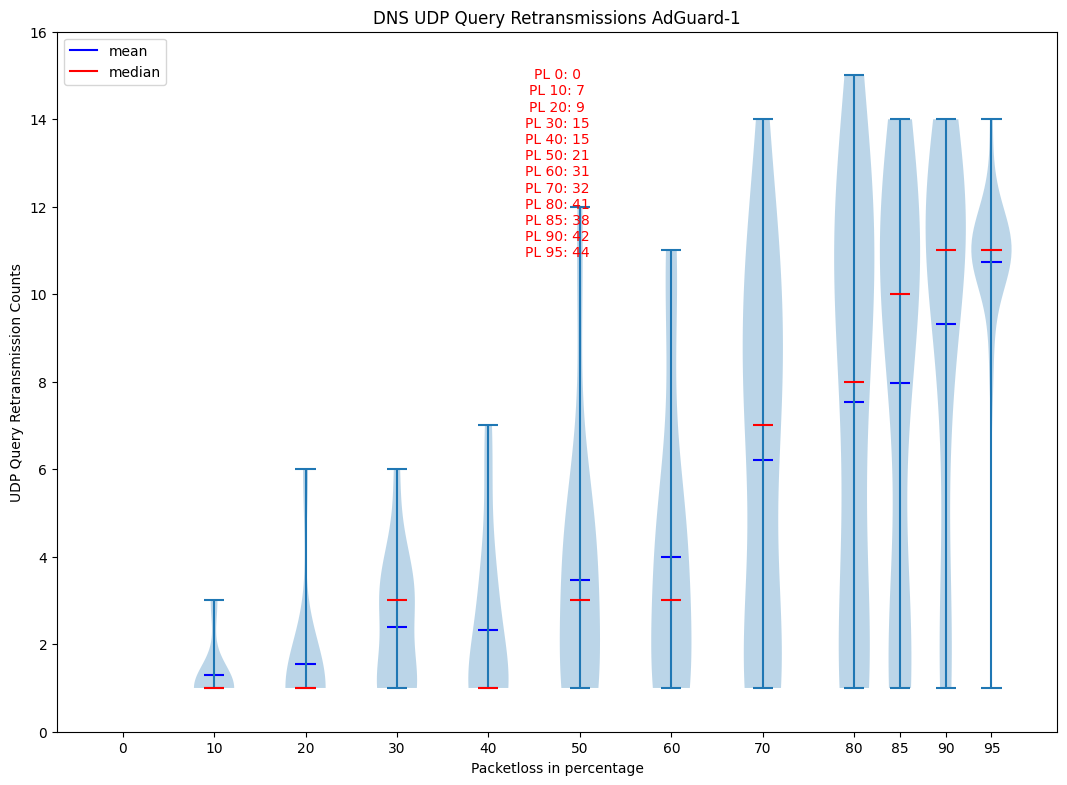 DNS UDP Query Retransmissions AdGuard-1
mean
median
PL 0: 0
PL 10: 7
PL 20: 9
PL 30: 15
PL 40: 15
PL 50: 21
PL 60: 31
PL 70: 32
PL 80: 41
PL 85: 38
PL 90: 42
PL 95: 44
UDP Query Retransmission Counts
16
14
12
10
8
6
4
2
0
0 10 20 30 40 50 60 70 80 85 90 95
Packetloss in percentage